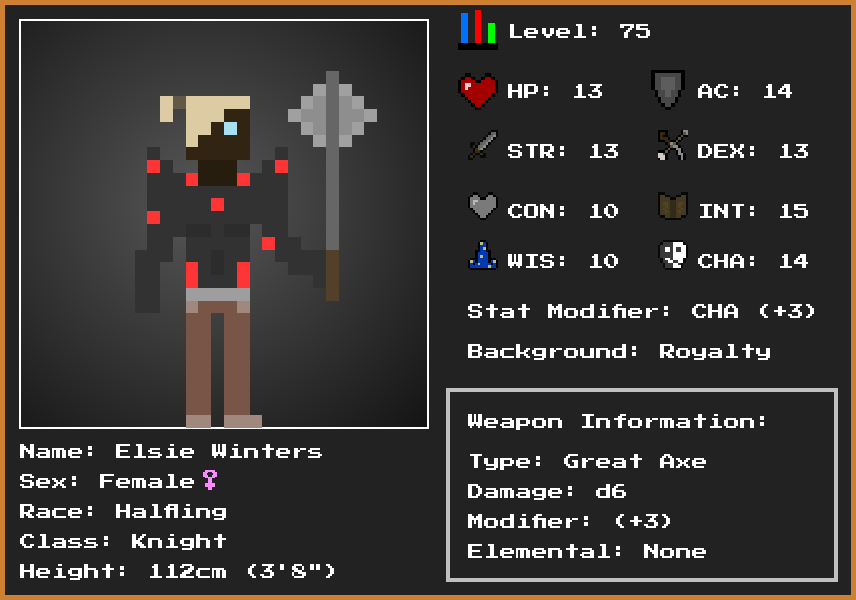 Level: 75
HP: 13
AC: 14
STR: 13
DEX: 13
CON: 10
INT: 15
WIS: 10
CHA: 14
Stat Modifier: CHA (+3)
Background: Royalty
Weapon Information:
Type: Great Axe
Damage: d6
Modifier: (+3)
Elemental: None
Name: Elsie Winters
Sex: Female♀
Race: Halfling
Class: Knight
Height: 112cm (3'8")